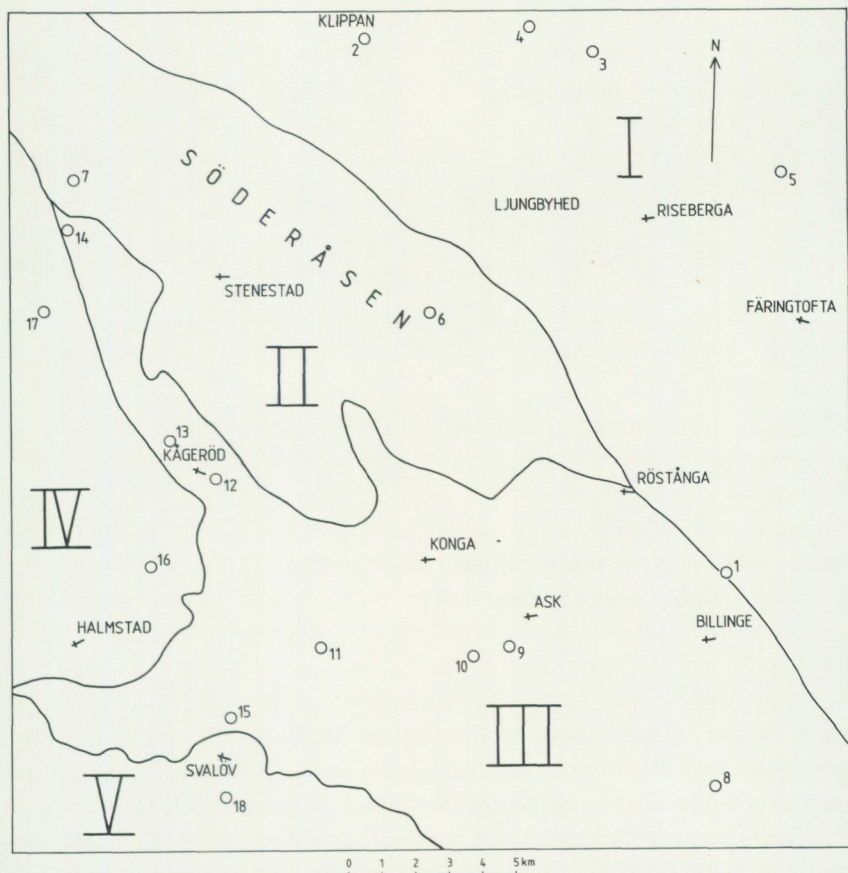 KLIPPAN
2
4
3
N
I
5
7
SÖDERÅSEN
LJUNGBYHED
RISEBERGA
14
STENESTAD
17
6
FÄRINGTOFTA
II
13
KÅGERÖD
12
RÖSTÅNGA
IV
KONGA
16
1
ASK
HALMSTAD
BILLINGE
11
10
9
15
III
SVALÖV
V
18
8
0 1 2 3 4 5 km